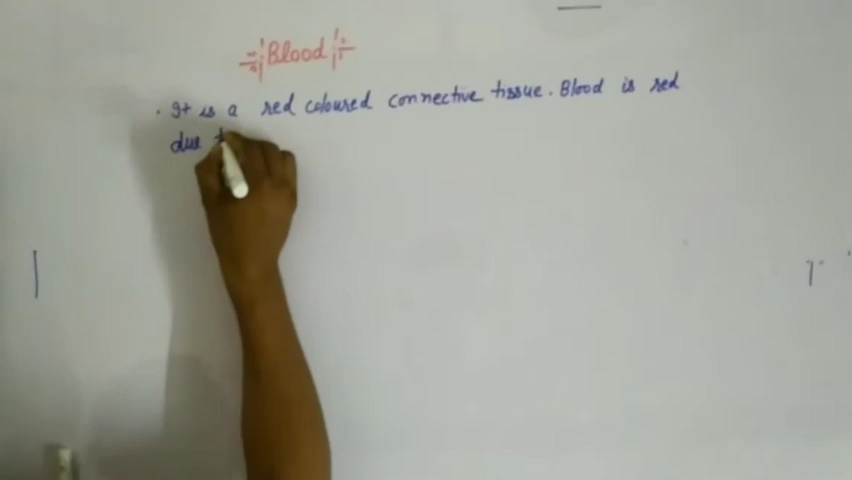 Blood
· It is a red coloured connective tissue. Blood is red
due t